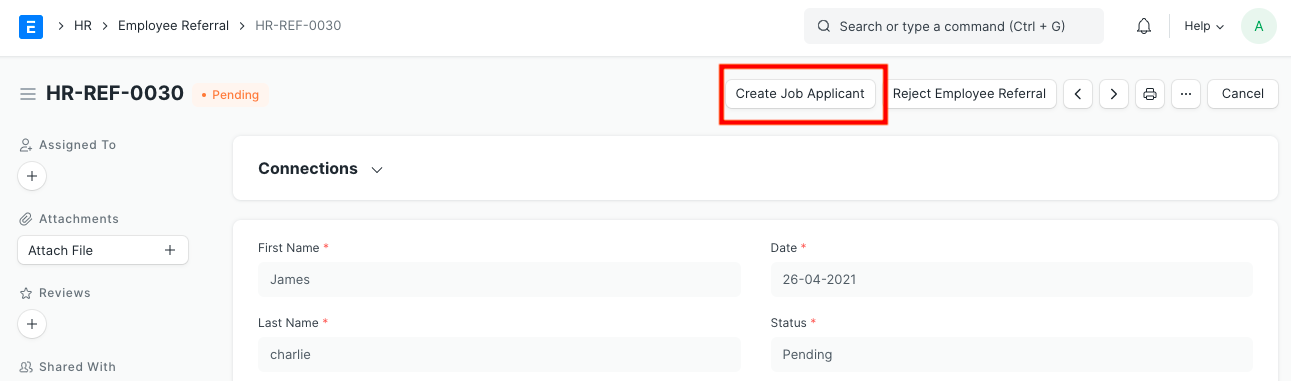 E > HR > Employee Referral > HR-REF-0030 Search or type a command (Ctrl + G) Help A
HR-REF-0030 • Pending Create Job Applicant Reject Employee Referral ... Cancel
Assigned To
+
Connections
Attachments
Attach File +
Reviews
+
Shared With
First Name * Date *
James 26-04-2021
Last Name * Status *
charlie Pending